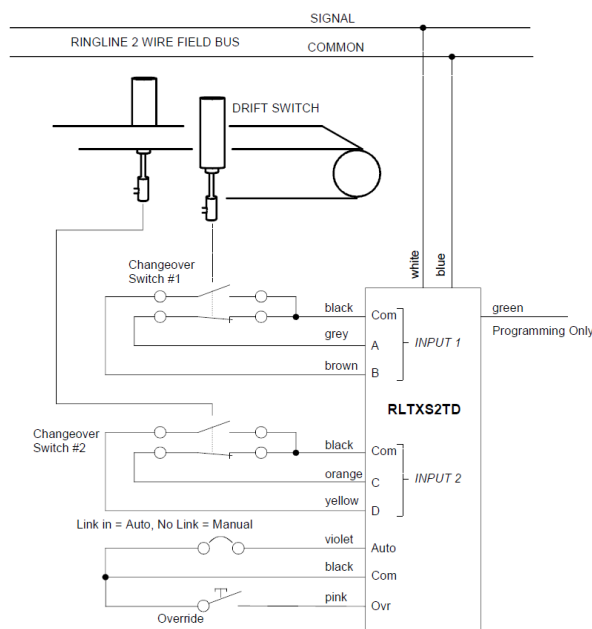 SIGNAL
RINGLINE 2 WIRE FIELD BUS
COMMON
DRIFT SWITCH
white
blue
Changeover
Switch #1
black
Com
green
Programming Only
grey
A
INPUT 1
brown
B
RLTXS2TD
Changeover
Switch #2
black
Com
orange
C
INPUT 2
yellow
D
Link in = Auto, No Link = Manual
violet
Auto
black
Com
pink
Ovr
Override